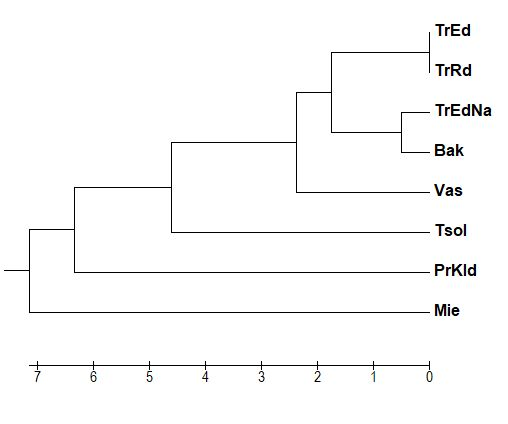 TrEd
TrRd
TrEdNa
Bak
Vas
Tsol
PrKld
Mie
7 6 5 4 3 2 1 0